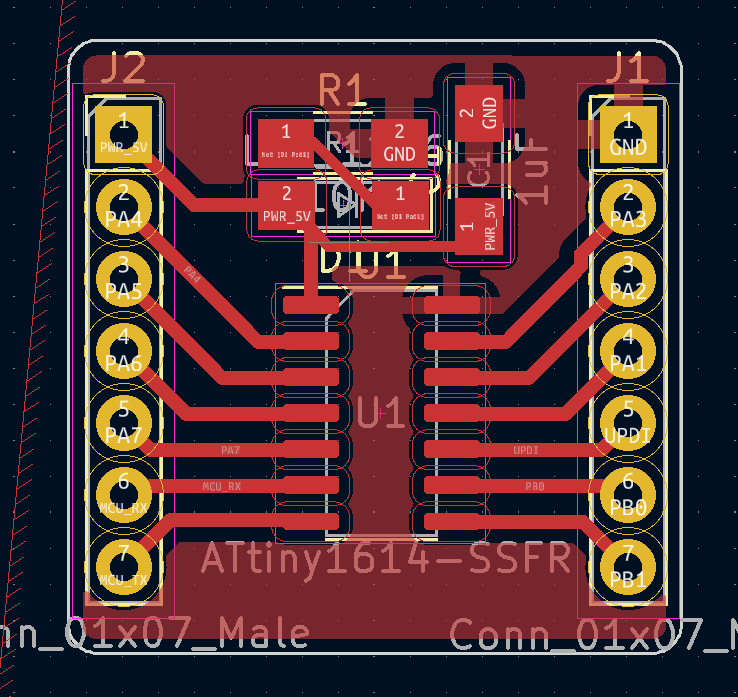 J2
J1
R1
1
PWR_5V
1
Net [D1 Pad1]
R1
2
GND
2
GND
C1
1uF
1
GND
2
PA4
2
PWR_5V
1
Net [D1 Pad1]
1
PWR_5V
2
PA3
D1
U1
3
PA5
PA4
3
PA2
4
PA6
U1
4
PA1
5
PA7
PA7
UPDI
5
UPDI
6
MCU_RX
MCU_RX
PB0
6
PB0
7
MCU_TX
ATtiny1614-SSFR
7
PB1
nn_01x07_Male
Conn_01x07_M